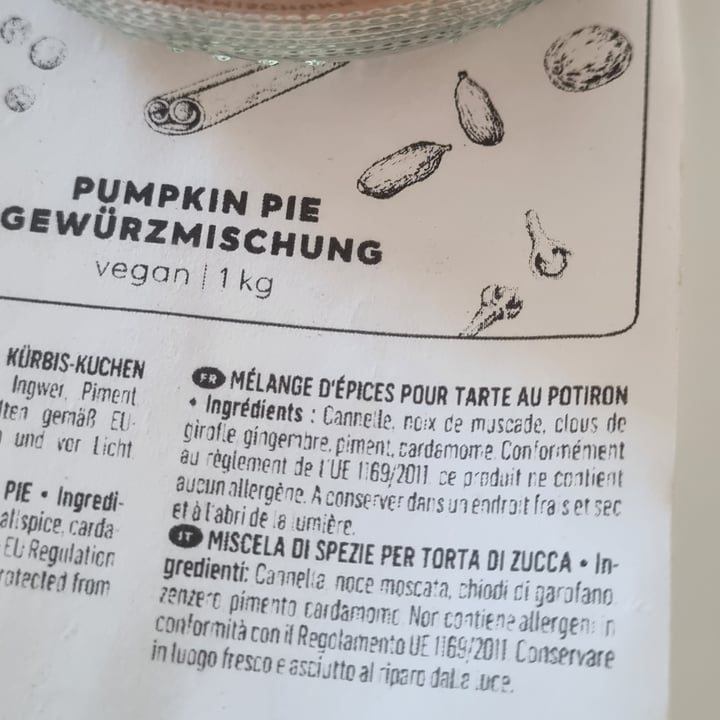 PUMPKIN PIE
GEWÜRZMISCHUNG
vegan | 1 kg
KÜRBIS-KUCHEN
Ingwer, Piment
gemäß EU-
und vor Licht
PIE • Ingredi-
allspice, carda-
EU Regulation
from
FR MÉLANGE D'ÉPICES POUR TARTE AU POTIRON
• Ingrédients : Cannelle, noix de muscade, clous de
girofle gingembre, piment, cardamome. Conformément
au règlement de l'UE 1169/2011 ce produit ne contient
aucun allergène. A conserver dans un endroit frais et sec
et à l'abri de la lumière.
IT MISCELA DI SPEZIE PER TORTA DI ZUCCA • In-
gredienti: Cannella, noce moscata, chiodi di garofano
zenzero pimento cardamomo Non contiene allergeni in
conformità con il Regolamento UE 1169/2011 Conservare
in luogo fresco e asciutto al riparo dalla luce.